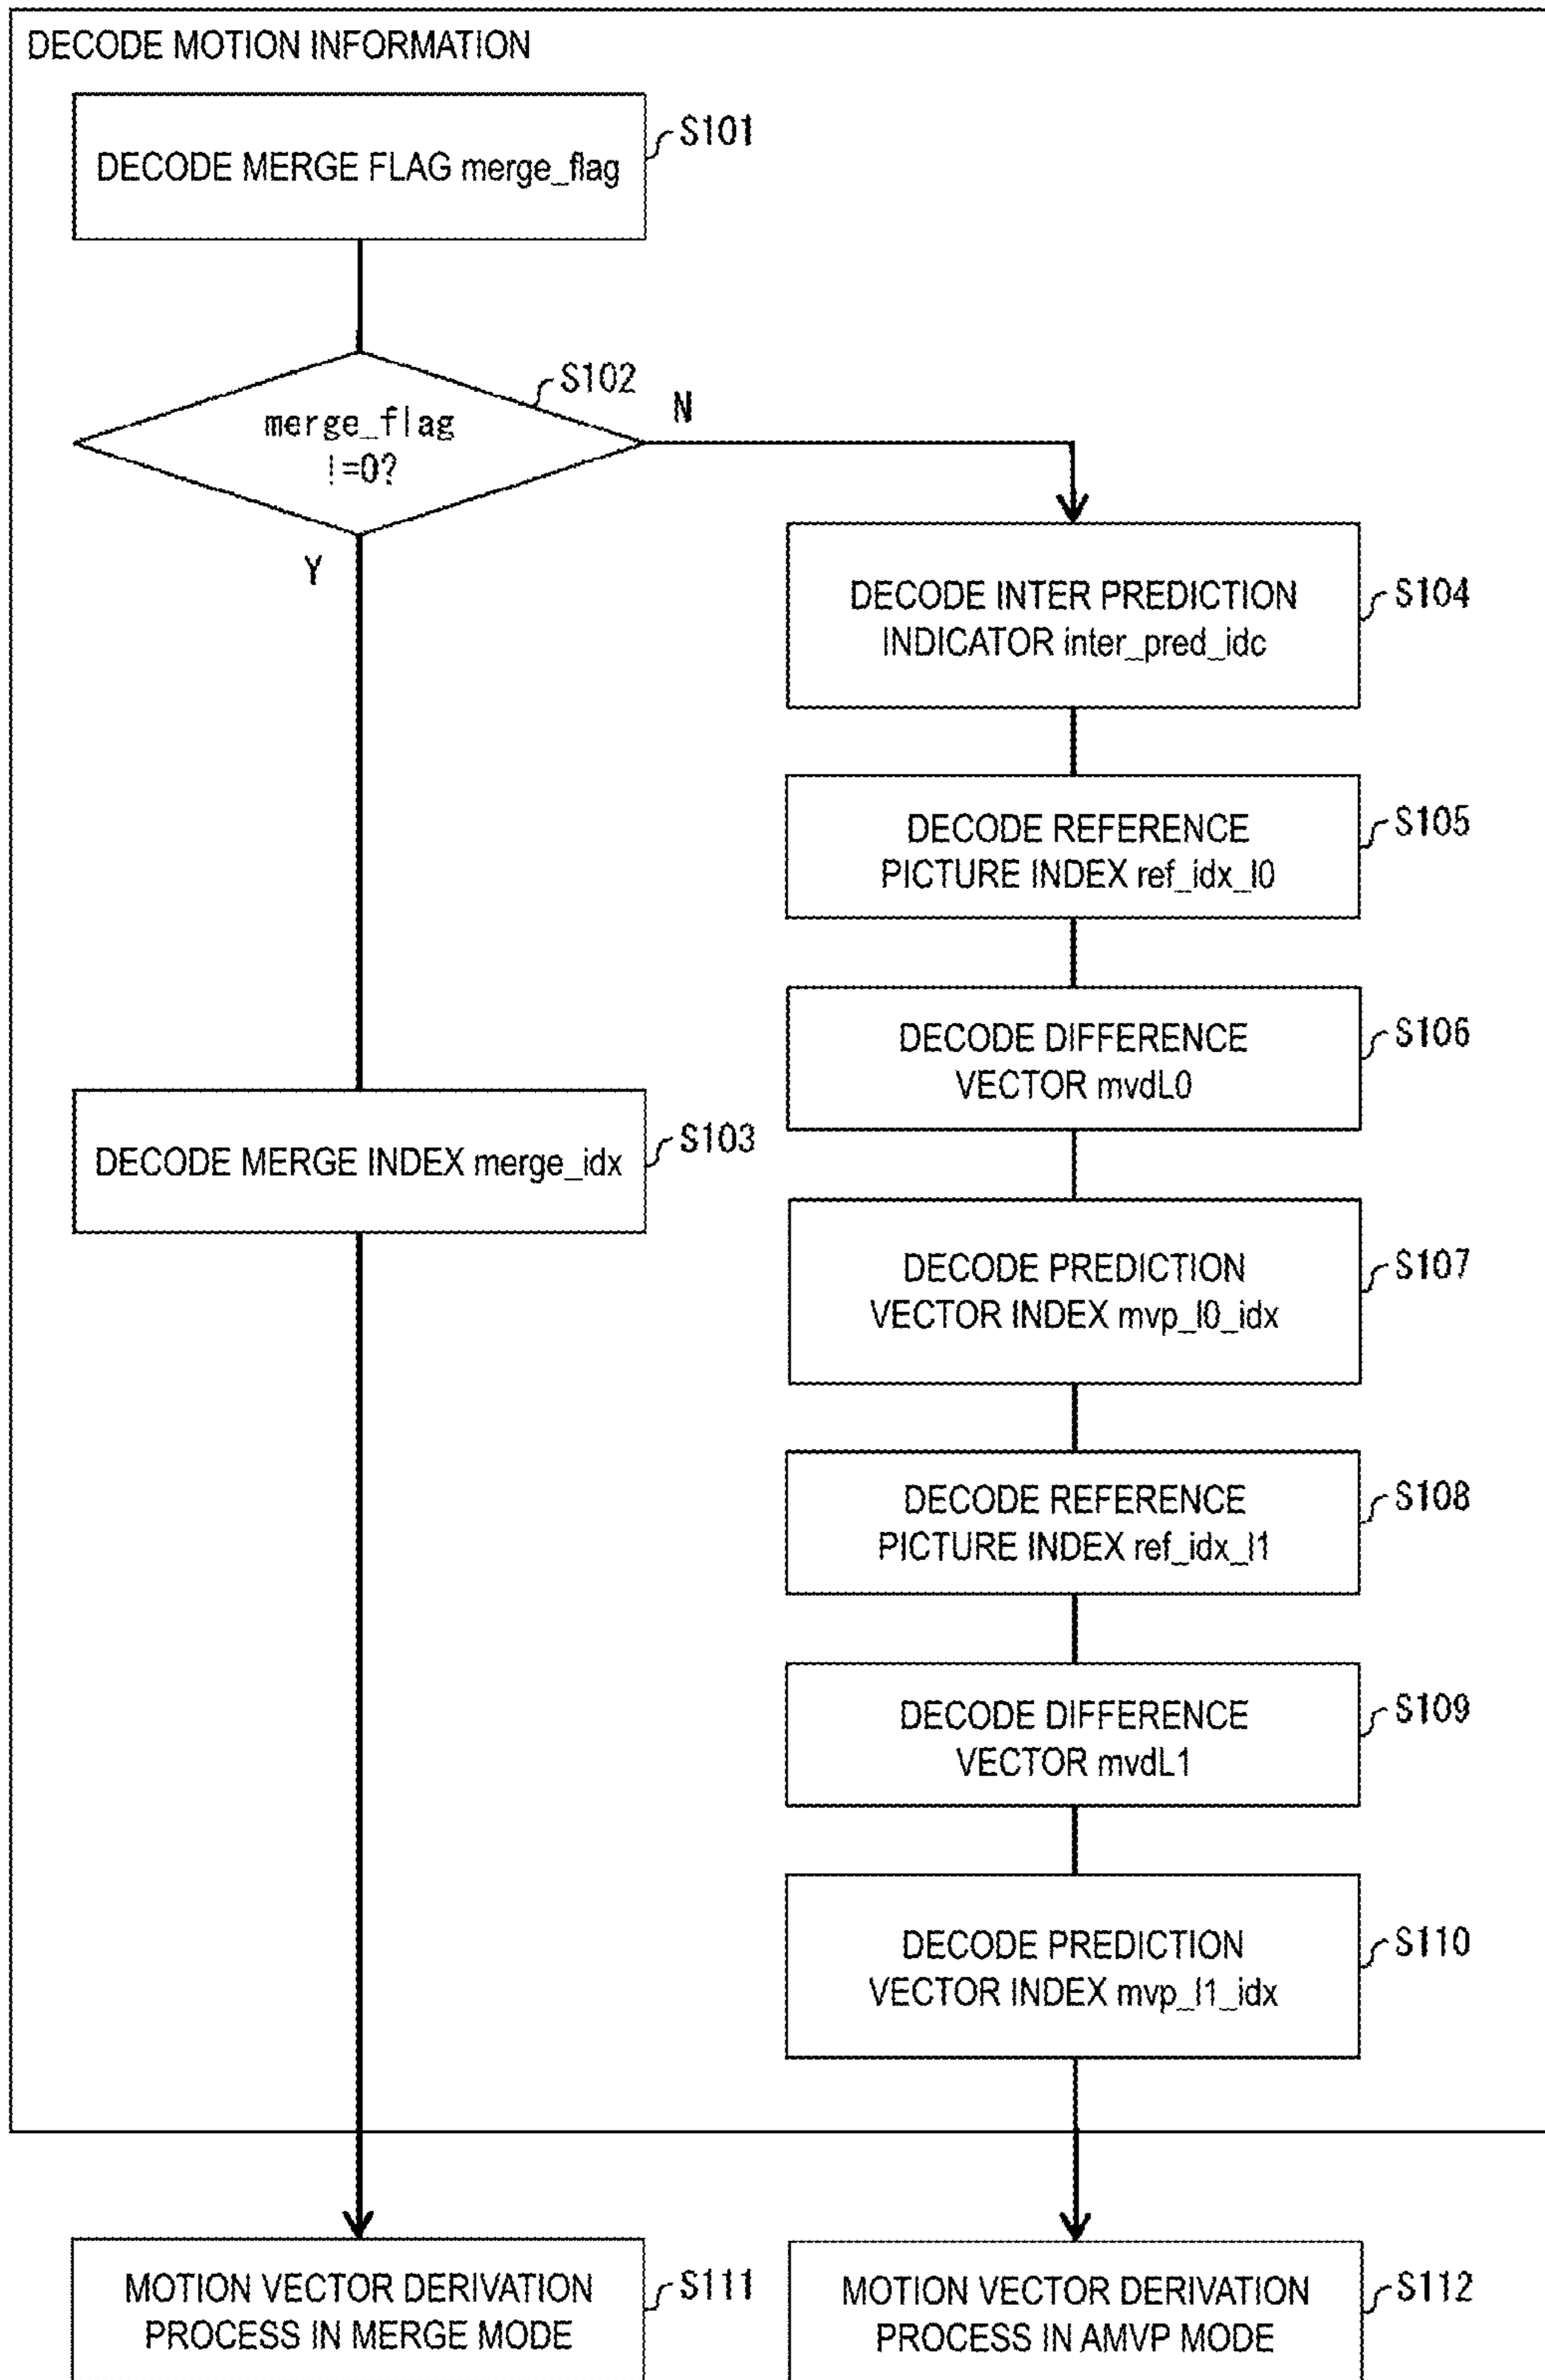 DECODE MOTION INFORMATION
DECODE MERGE FLAG merge_flag
S101
merge_flag
!=0?
S102
N
Y
DECODE INTER PREDICTION
INDICATOR inter_pred_idc
S104
DECODE REFERENCE
PICTURE INDEX ref_idx_l0
S105
DECODE DIFFERENCE
VECTOR mvdL0
S106
DECODE MERGE INDEX merge_idx
S103
DECODE PREDICTION
VECTOR INDEX mvp_l0_idx
S107
DECODE REFERENCE
PICTURE INDEX ref_idx_l1
S108
DECODE DIFFERENCE
VECTOR mvdL1
S109
DECODE PREDICTION
VECTOR INDEX mvp_l1_idx
S110
MOTION VECTOR DERIVATION
PROCESS IN MERGE MODE
S111
MOTION VECTOR DERIVATION
PROCESS IN AMVP MODE
S112